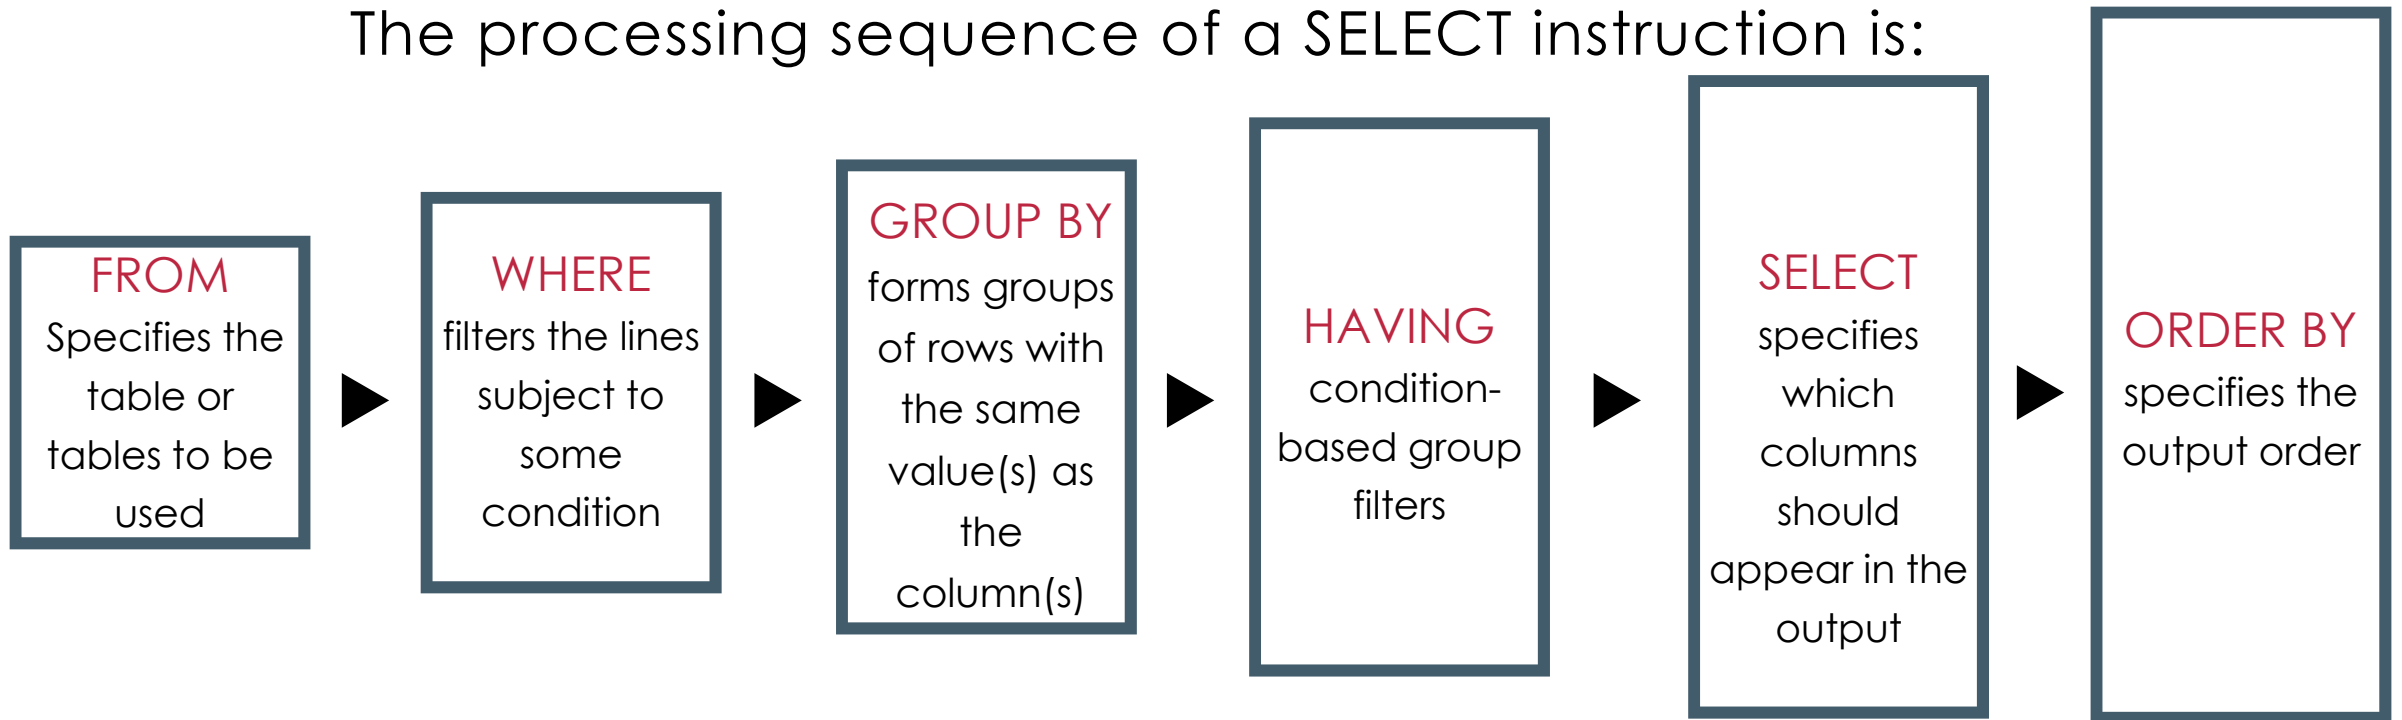 The processing sequence of a SELECT instruction is:
FROM
Specifies the
table or
tables to be
used
WHERE
filters the lines
subject to
some
condition
GROUP BY
forms groups
of rows with
the same
value(s) as
the
column(s)
HAVING
condition-
based group
filters
SELECT
specifies
which
columns
should
appear in the
output
ORDER BY
specifies the
output order